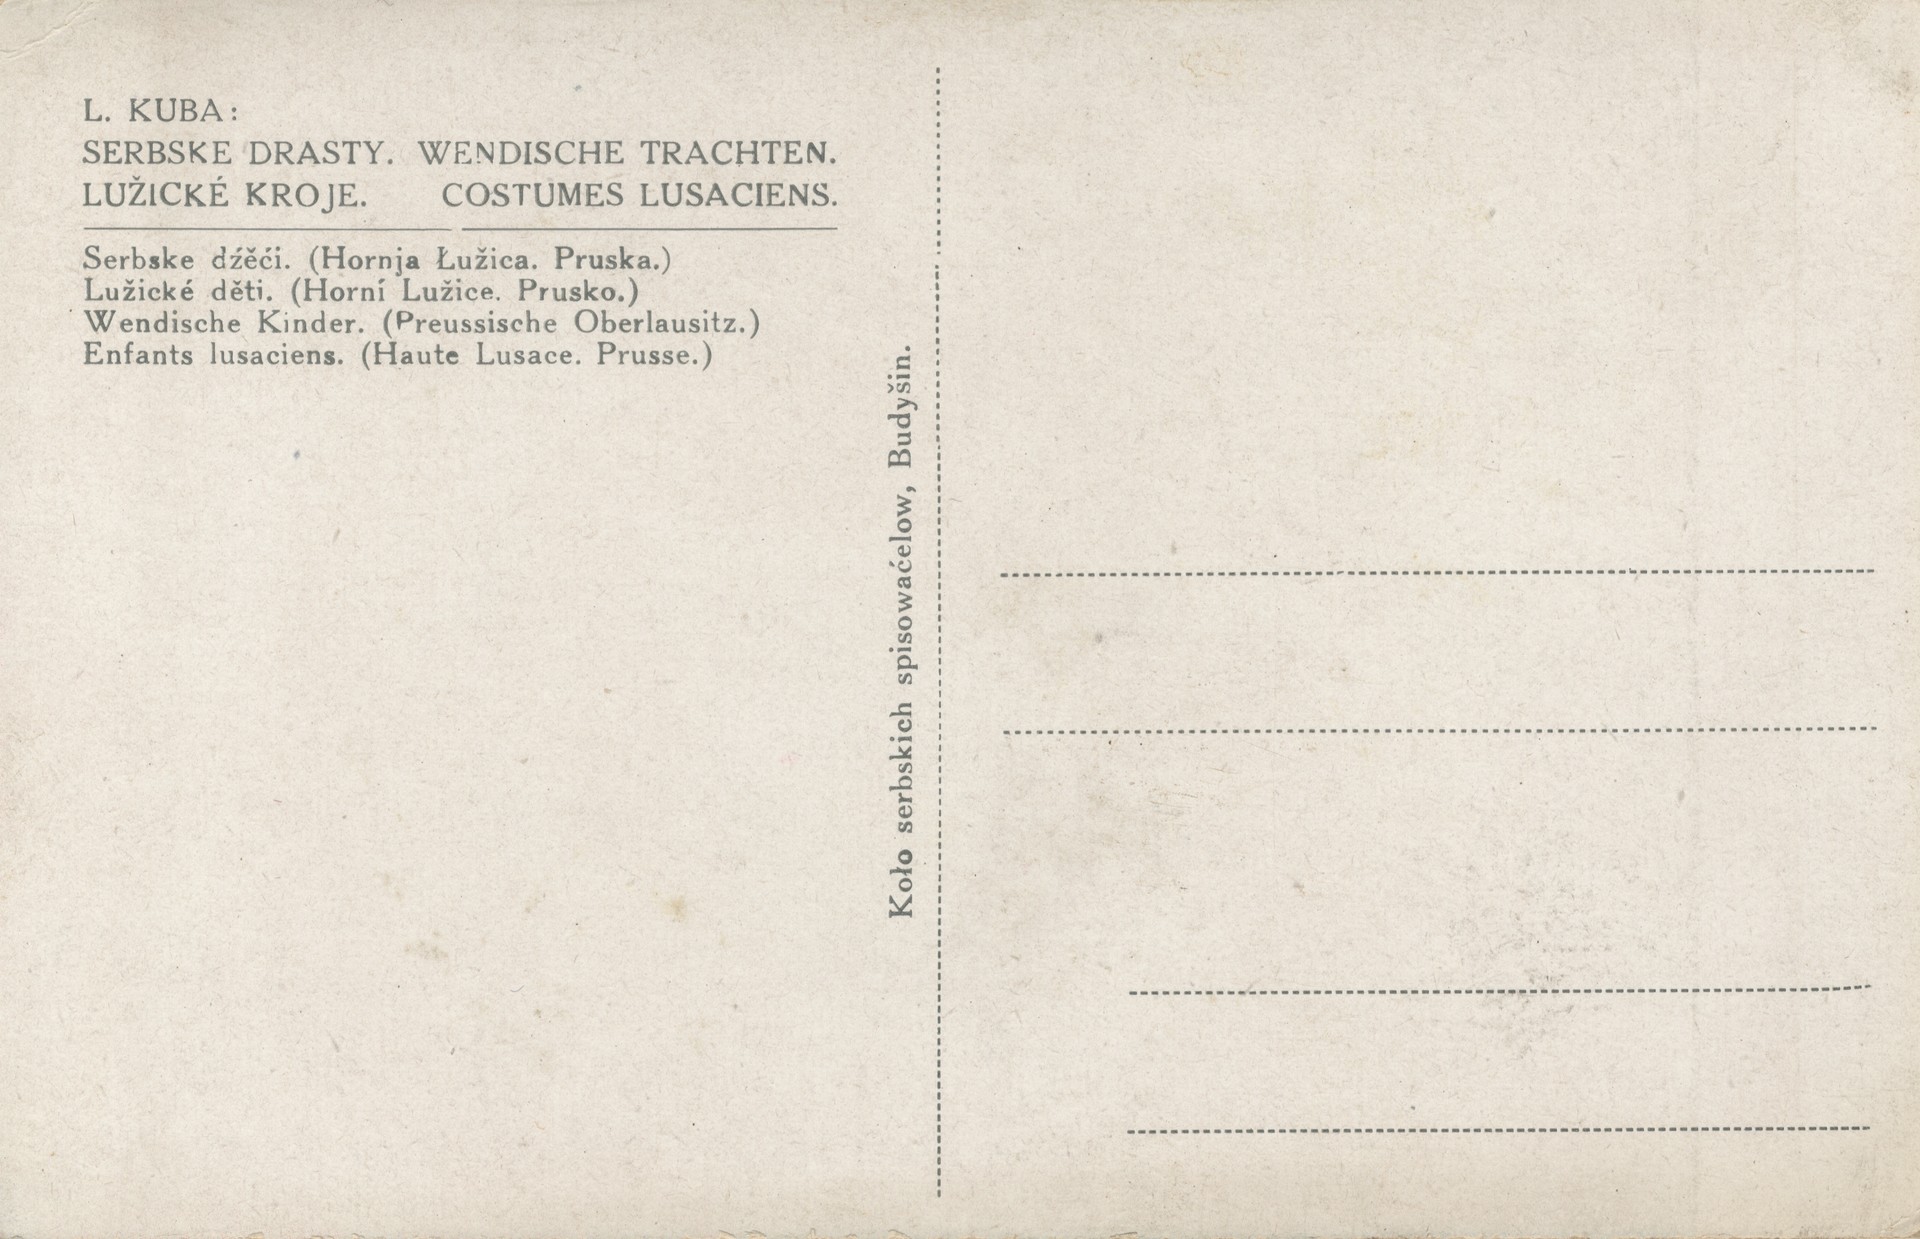 L. KUBA:
SERBSKE DRASTY. WENDISCHE TRACHTEN.
LUŽICKÉ KROJE. COSTUMES LUSACIENS.
Serbske dźěći. (Hornja Łužica. Pruska.)
Lužické děti. (Horní Lužice. Prusko.)
Wendische Kinder. (Preussische Oberlausitz.)
Enfants lusaciens. (Haute Lusace. Prusse.)
Koło serbskich spisowaćelow, Budyšin.